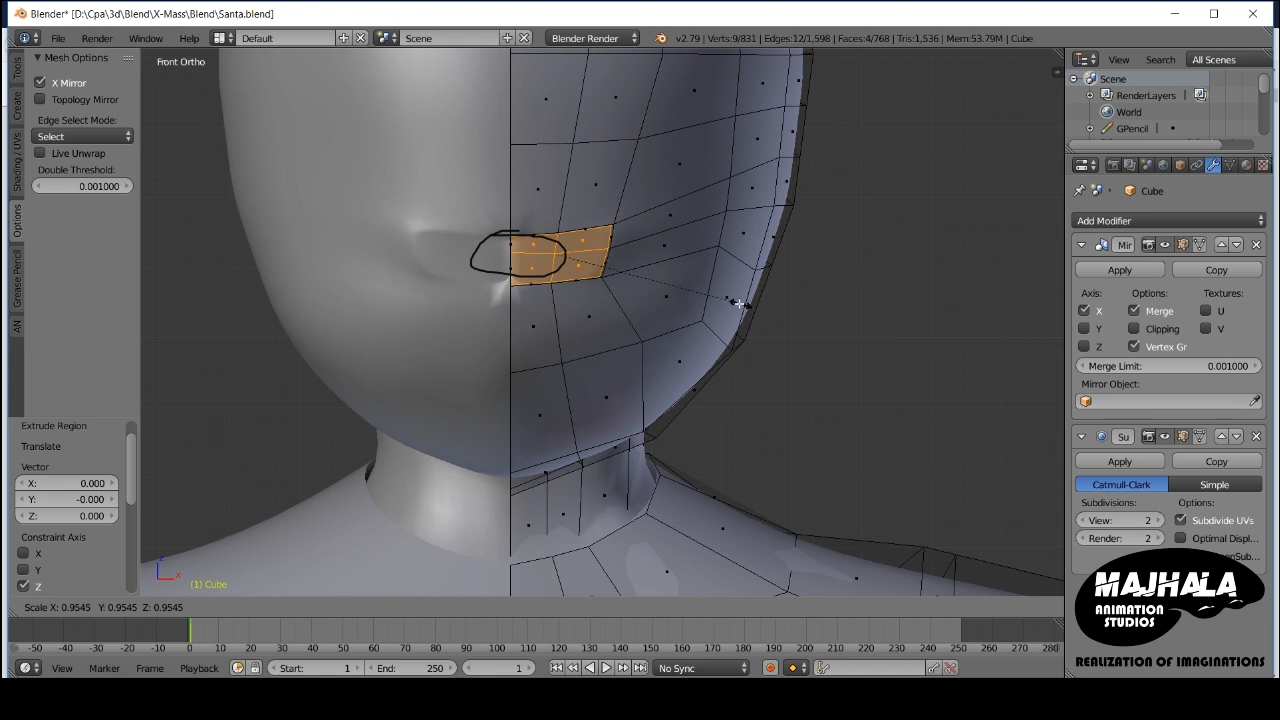 Blender* [D:\Cpa\3d\Blend\X-Mass\Blend\Santa.blend]
File Render Window Help Default Scene Blender Render v2.79 | Verts:9/831 | Edges:12/1,598 | Faces:4/768 | Tris:1,536 | Mem:53.79M | Cube
Tools
Create
Shading / UVs
Options
Grease Pencil
AN
Mesh Options
X Mirror
Topology Mirror
Edge Select Mode:
Select
Live Unwrap
Double Threshold:
0.001000
Extrude Region
Translate
Vector
X: 0.000
Y: -0.000
Z: 0.000
Constraint Axis
X
Y
Z
Front Ortho
z
x
(1) Cube
Scale X: 0.9545 Y: 0.9545 Z: 0.9545
View Search All Scenes
Scene
RenderLayers
World
GPencil
Cube
Add Modifier
Mir
Apply Copy
Axis: Options: Textures:
X Merge U
Y Clipping V
Z Vertex Gr
Merge Limit: 0.001000
Mirror Object:
Su
Apply Copy
Catmull-Clark Simple
Subdivisions: Options:
View: 2 Subdivide UVs
Render: 2 Optimal Displ...
MAJHALA
ANIMATION
STUDIOS
REALIZATION OF IMAGINATIONS
-50 -40 -30 -20 -10 0 10 20 30 40 50 60 70 80 90 100 110 120 130 140 150 160 170 180 190 200 210 220 230 240 250 260 270 280
View Marker Frame Playback Start: 1 End: 250 1 No Sync